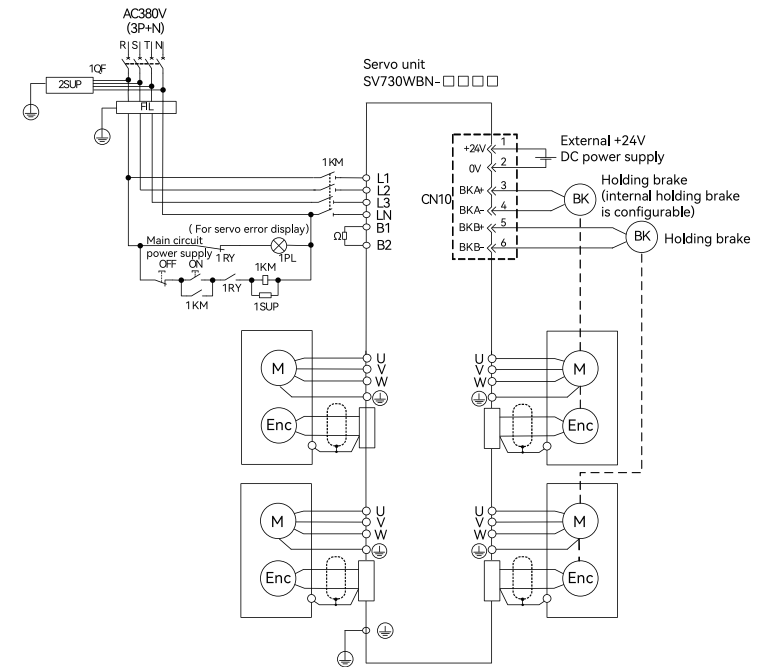 AC380V
(3P+N)
R S T N
1QF
2SUP
FIL
Servo unit
SV730WBN-□□□□
1KM
L1
L2
L3
LN
B1
B2
Ω
( For servo error display)
Main circuit
power supply
1RY
1PL
OFF
ON
1KM
1RY
1KM
1SUP
CN10
+24V
1
0V
2
BKA+
3
BKA-
4
BKB+
5
BKB-
6
External +24V
DC power supply
Holding brake
(internal holding brake
is configurable)
BK
BK
Holding brake
M
U
V
W
Enc
U
V
W
M
Enc
M
U
V
W
Enc
U
V
W
M
Enc